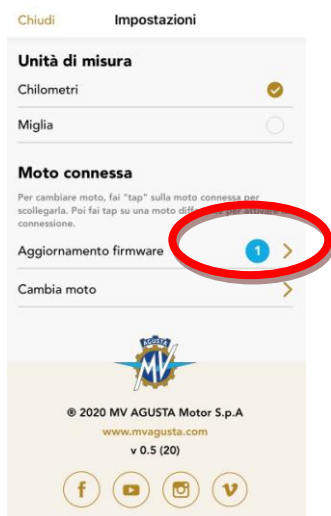 Chiudi Impostazioni
Unità di misura
Chilometri
Miglia
Moto connessa
Per cambiare moto, fai "tap" sulla moto connessa per
scollegarla. Poi fai tap su una moto per
connessione.
Aggiornamento firmware 1
Cambia moto
AGUSTA
MV
® 2020 MV AGUSTA Motor S.p.A
www.mvagusta.com
v 0.5 (20)